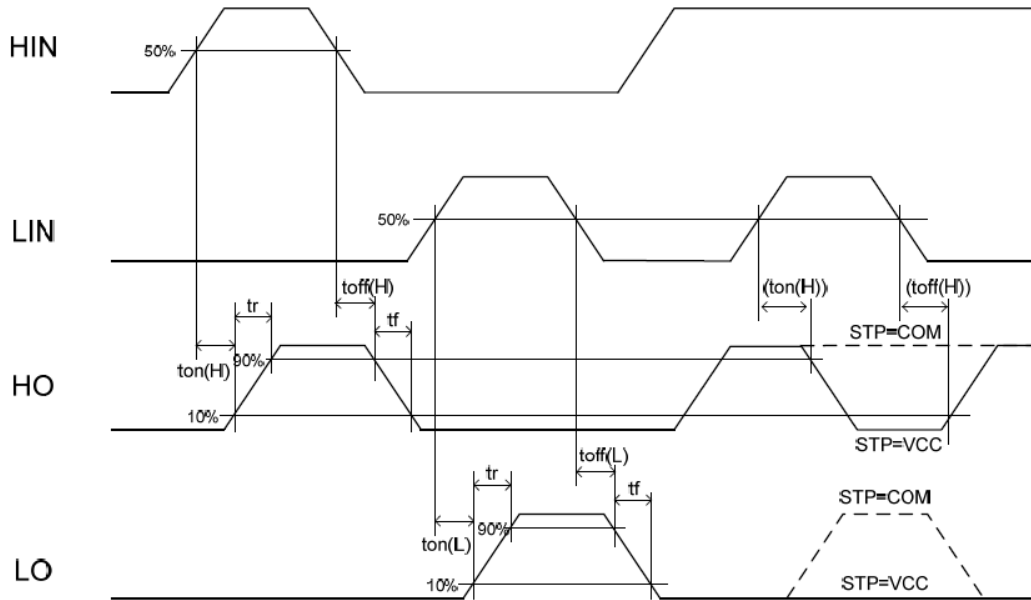 HIN
50%
LIN
50%
toff(H)
(ton(H))
(toff(H))
tr
tf
STP=COM
90%
ton(H)
HO
10%
STP=VCC
toff(L)
tr
tf
STP=COM
90%
ton(L)
LO
10%
STP=VCC